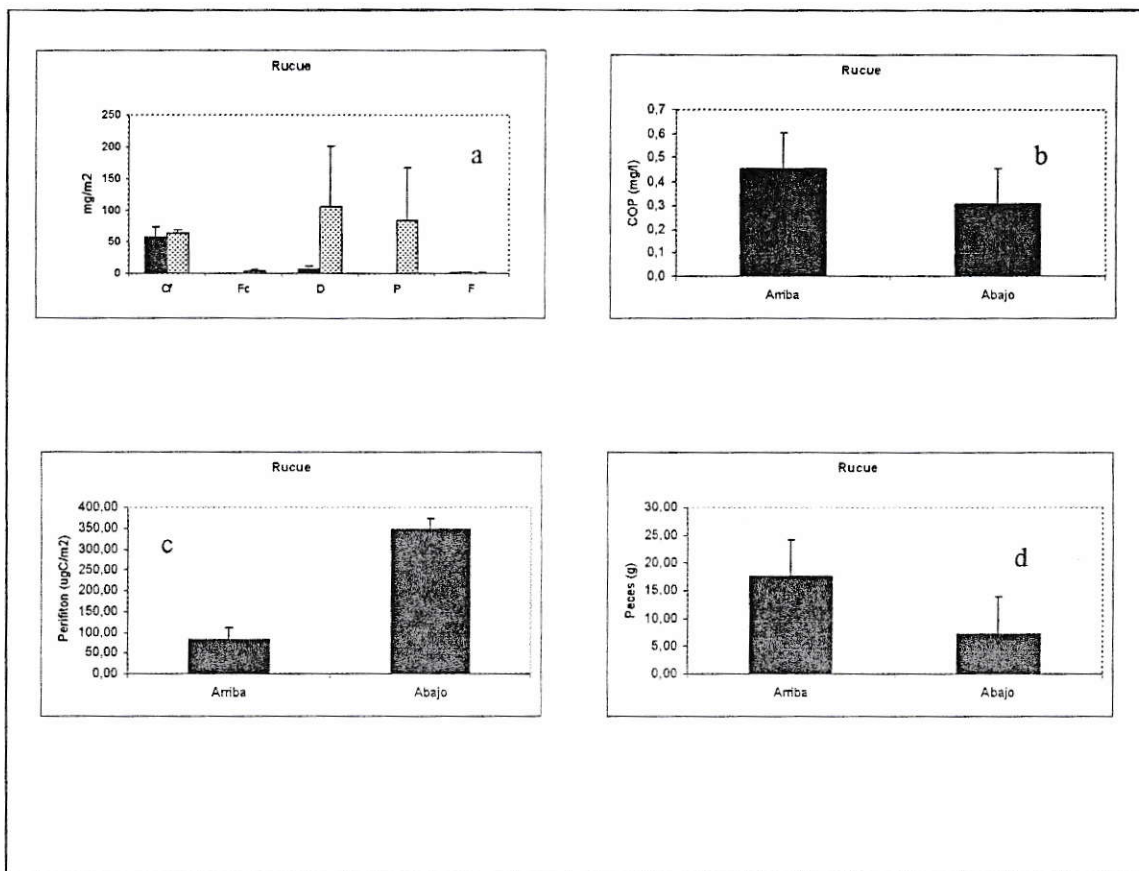 Rucue
mg/m2
250
200
150
100
50
0
a
Cf
Fc
D
P
F
Rucue
COP (mg/l)
0,7
0,6
0,5
0,4
0,3
0,2
0,1
0,0
b
Arriba
Abajo
Rucue
Perifiton (ugC/m2)
400,00
350,00
300,00
250,00
200,00
150,00
100,00
50,00
0,00
c
Arriba
Abajo
Rucue
Peces (g)
30,00
25,00
20,00
15,00
10,00
5,00
0,00
d
Arriba
Abajo